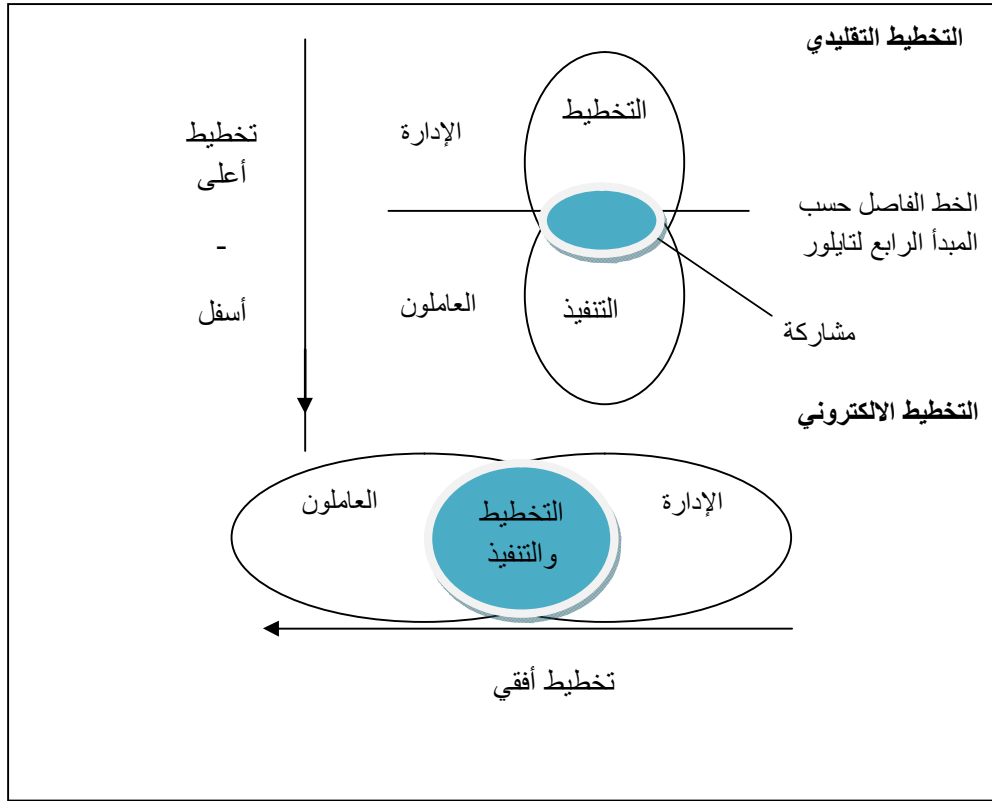 التخطيط التقليدي
التخطيط
الإدارة
تخطيط
أعلى
-
أسفل
الخط الفاصل حسب
المبدأ الرابع لتايلور
التنفيذ
العاملون
مشاركة
التخطيط الالكتروني
الإدارة
التخطيط
والتنفيذ
العاملون
تخطيط أفقي